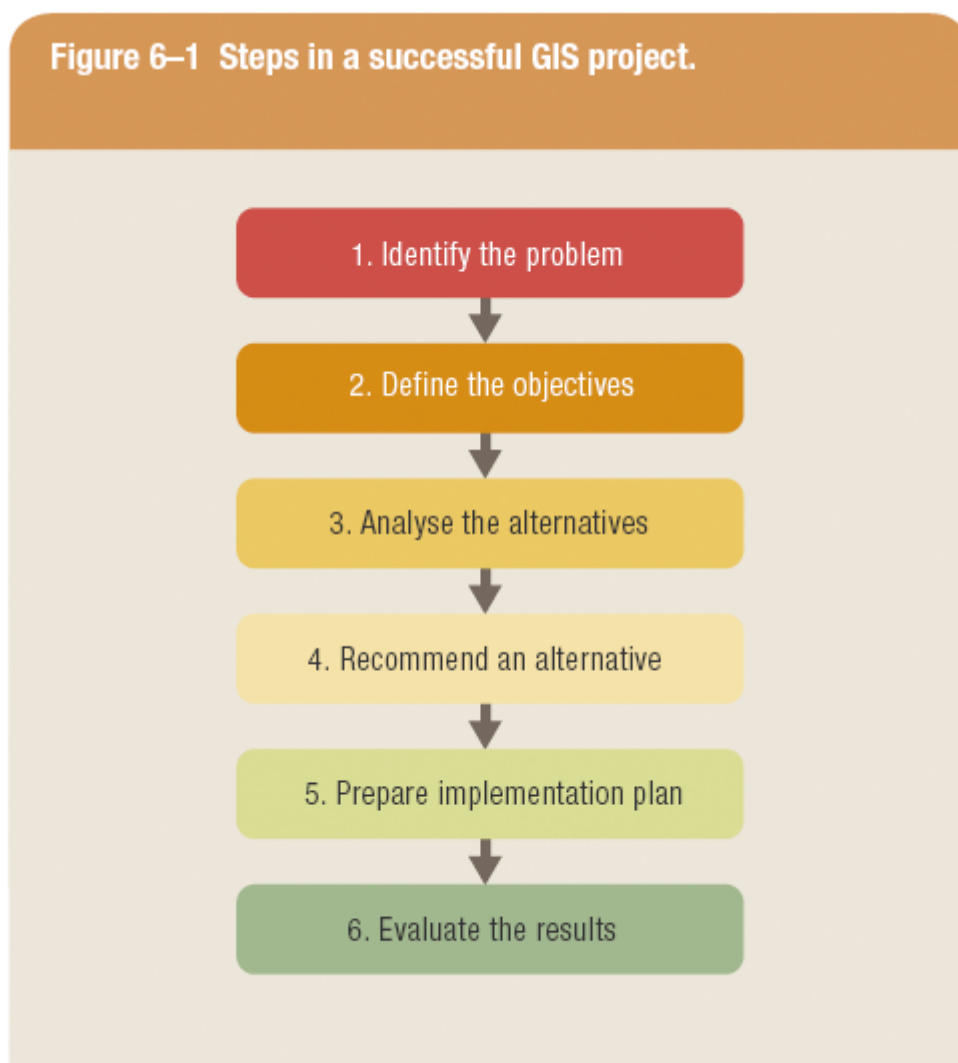 Figure 6–1 Steps in a successful GIS project.
1. Identify the problem
2. Define the objectives
3. Analyse the alternatives
4. Recommend an alternative
5. Prepare implementation plan
6. Evaluate the results